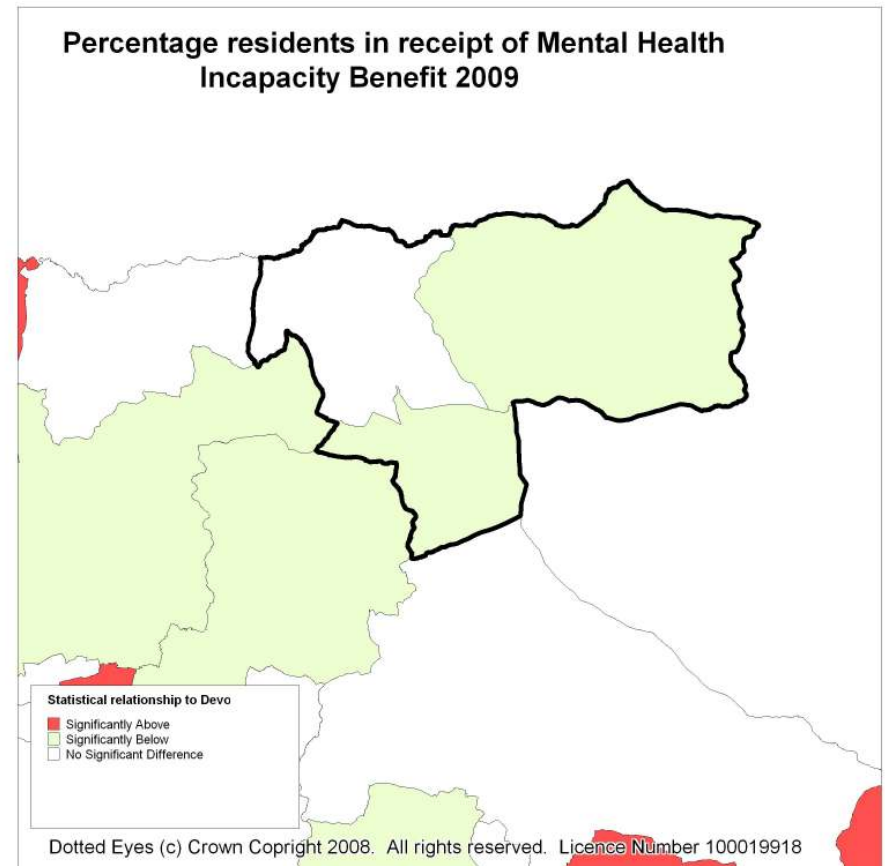 Percentage residents in receipt of Mental Health
Incapacity Benefit 2009
Statistical relationship to Devo
Significantly Above
Significantly Below
No Significant Difference
Dotted Eyes (c) Crown Copright 2008. All rights reserved. Licence Number 100019918